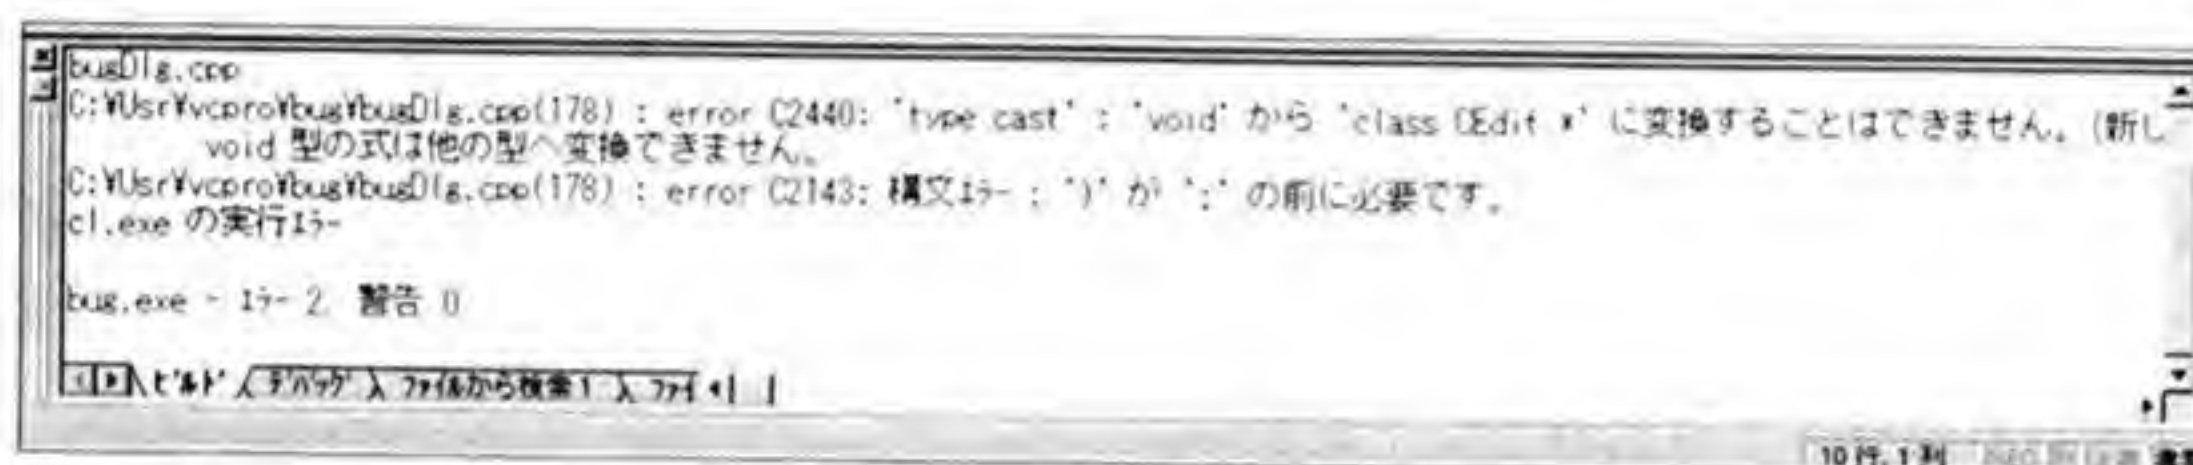 bugDlg.cpp
C:¥Usr¥vcpro¥bug¥bugDlg.cpp(178) : error C2440: 'type cast' : 'void' から 'class CEdit *' に変換することはできません。(新し
void 型の式は他の型へ変換できません。
C:¥Usr¥vcpro¥bug¥bugDlg.cpp(178) : error C2143: 構文ｴﾗｰ : ')' が ';' の前に必要です。
cl.exe の実行ｴﾗｰ
bug.exe - ｴﾗｰ 2、警告 0
ﾋﾞﾙﾄﾞ ﾃﾞﾊﾞｯｸﾞ ﾌｧｲﾙから検索 1 ﾌｧｲ
10 行, 1 列